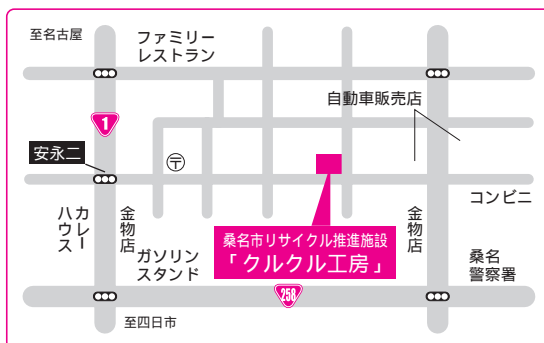 至名古屋
ファミリー
レストラン
自動車販売店
1
安永二
〒
コンビニ
カレー
ハウス
金物店
ガソリン
スタンド
桑名市リサイクル推進施設
「クルクル工房」
金物店
桑名
警察署
258
至四日市